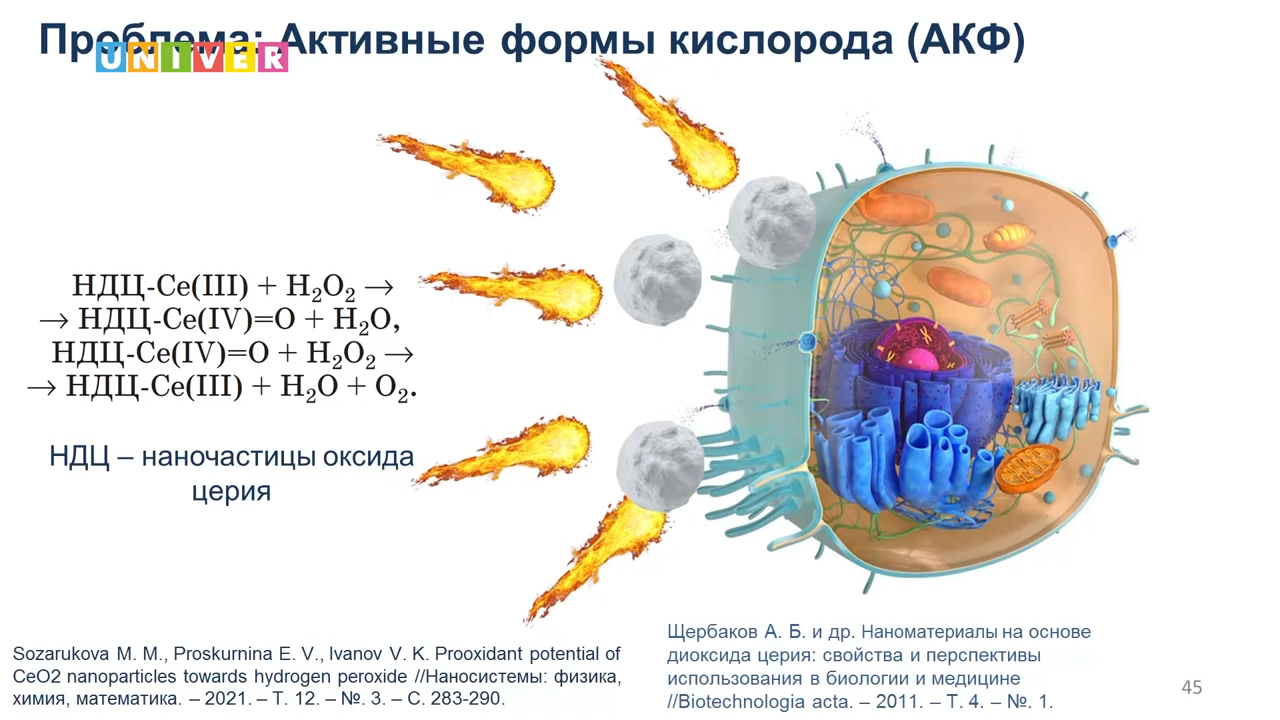 Проблема: Активные формы кислорода (АКФ)
UNIVER
НДЦ-Ce(III) + H₂O₂ →
→ НДЦ-Ce(IV)=O + H₂O,
НДЦ-Ce(IV)=O + H₂O₂ →
→ НДЦ-Ce(III) + H₂O + O₂.
НДЦ – наночастицы оксида
церия
Sozarukova M. M., Proskurnina E. V., Ivanov V. K. Prooxidant potential of
CeO2 nanoparticles towards hydrogen peroxide //Наносистемы: физика,
химия, математика. – 2021. – Т. 12. – №. 3. – С. 283-290.
Щербаков А. Б. и др. Наноматериалы на основе
диоксида церия: свойства и перспективы
использования в биологии и медицине
//Biotechnologia acta. – 2011. – Т. 4. – №. 1.
45